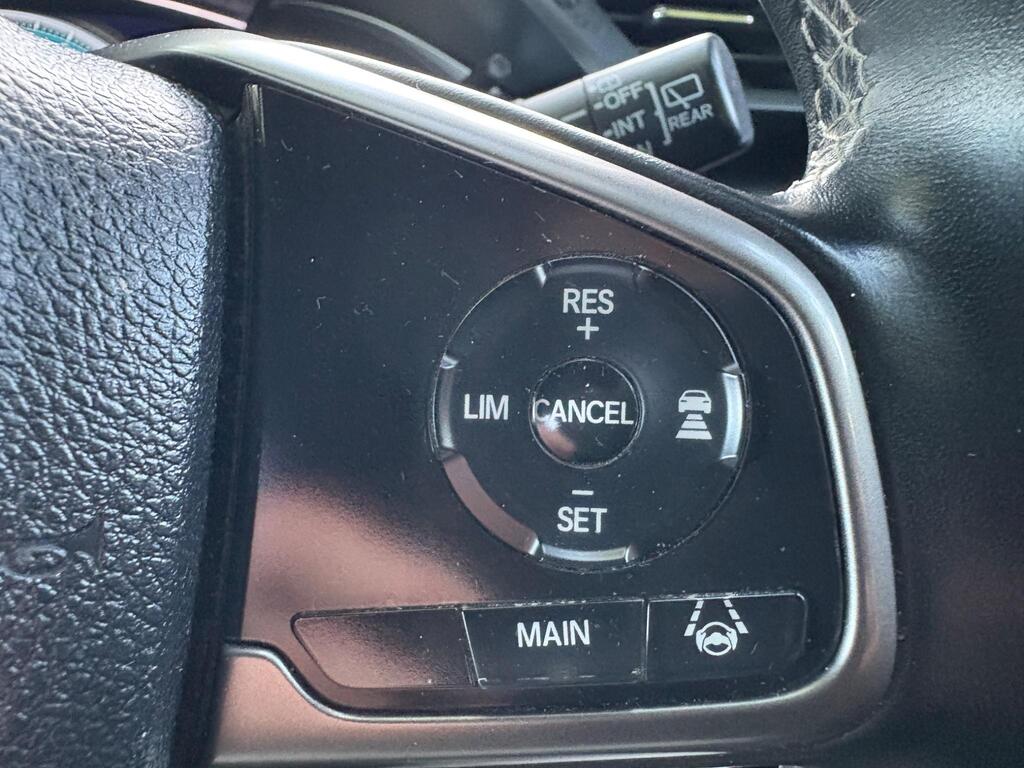 OFF
INT
REAR
RES
+
LIM
CANCEL
−
SET
MAIN